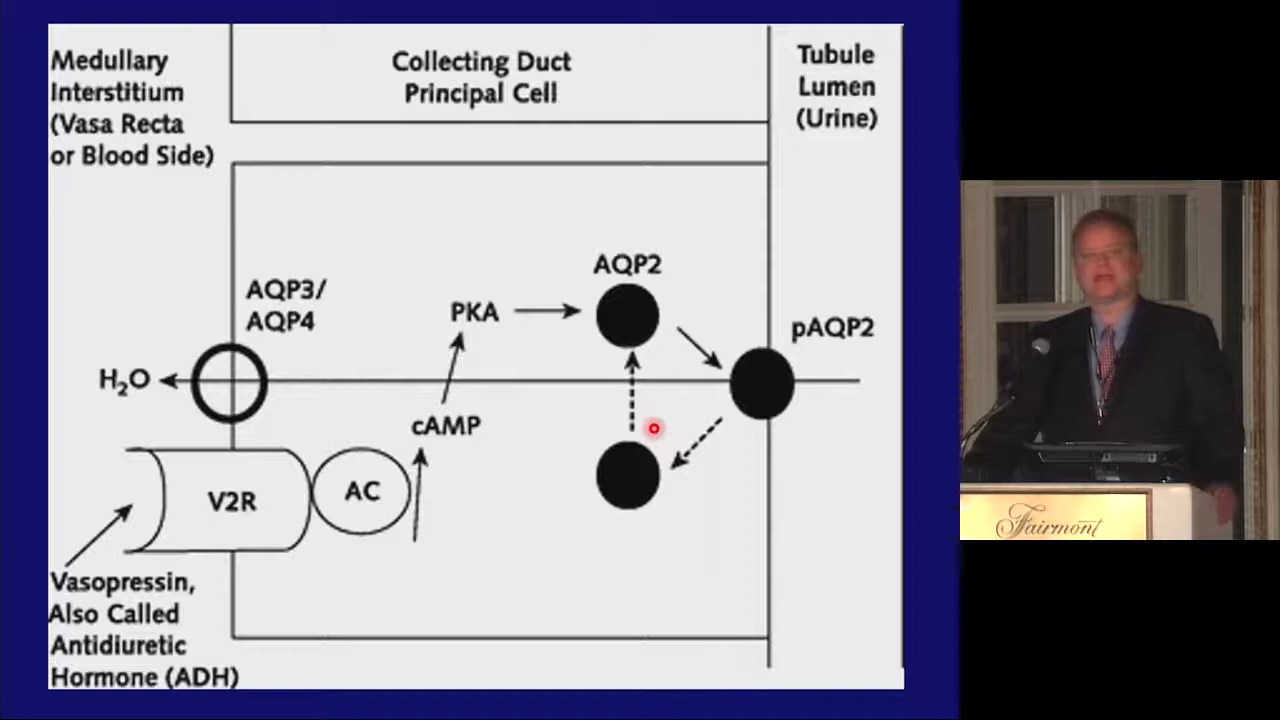 Medullary
Interstitium
(Vasa Recta
or Blood Side)
Collecting Duct
Principal Cell
Tubule
Lumen
(Urine)
AQP3/
AQP4
PKA
AQP2
pAQP2
H₂O
cAMP
V2R
AC
Vasopressin,
Also Called
Antidiuretic
Hormone (ADH)
Fairmont